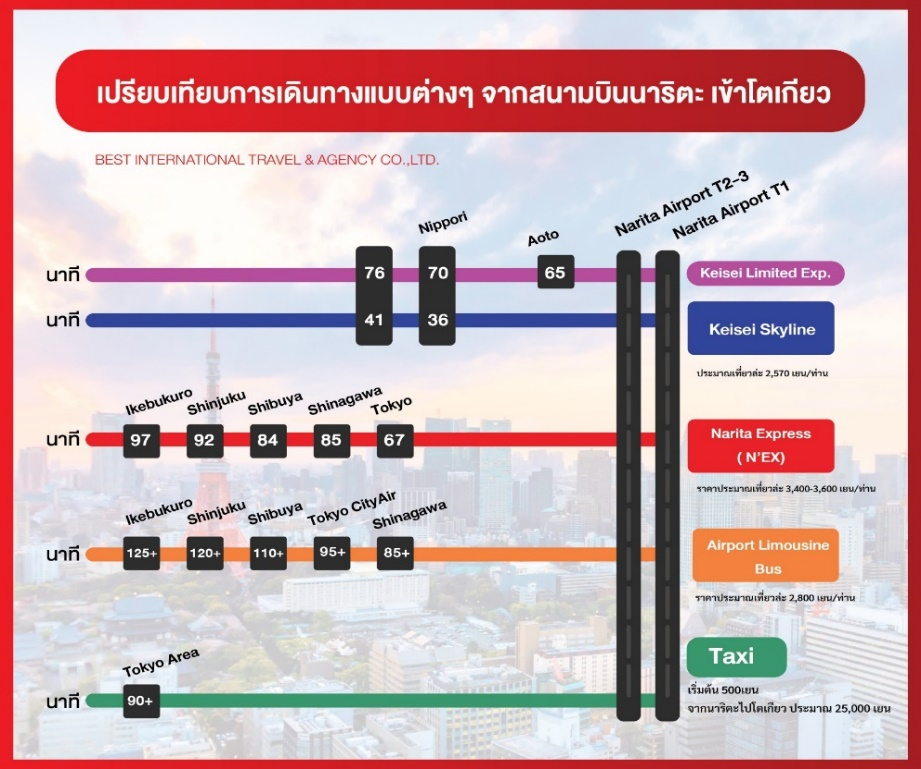 เปรียบเทียบการเดินทางแบบต่างๆ จากสนามบินนาริตะ เข้าโตเกียว
BEST INTERNATIONAL TRAVEL & AGENCY CO.,LTD.
Nippori
Aoto
Narita Airport T2-3
Narita Airport T1
นาที
76
70
65
Keisei Limited Exp.
นาที
41
36
Keisei Skyline
ประมาณเที่ยวล่ะ 2,570 เยน/ท่าน
Ikebukuro
Shinjuku
Shibuya
Shinagawa
Tokyo
นาที
97
92
84
85
67
Narita Express
( N'EX)
ราคาประมาณเที่ยวล่ะ 3,400-3,600 เยน/ท่าน
Ikebukuro
Shinjuku
Shibuya
Tokyo CityAir
Shinagawa
นาที
125+
120+
110+
95+
85+
Airport Limousine
Bus
ราคาประมาณเที่ยวล่ะ 2,800 เยน/ท่าน
Tokyo Area
นาที
90+
Taxi
เริ่มต้น 500เยน
จากนาริตะไปโตเกียว ประมาณ 25,000 เยน